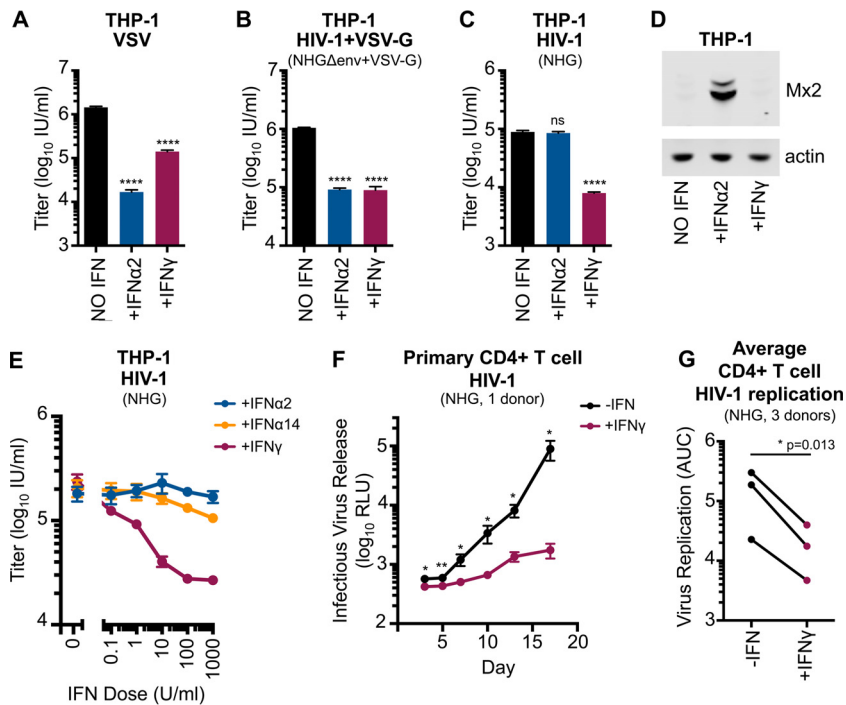 A
THP-1
VSV
Titer (log10 IU/ml)
7
6
5
4
3
****
****
NO IFN
+IFNα2
+IFNγ
B
THP-1
HIV-1+VSV-G
(NHGΔenv+VSV-G)
Titer (log10 IU/ml)
7
6
5
4
****
****
NO IFN
+IFNα2
+IFNγ
C
THP-1
HIV-1
(NHG)
Titer (log10 IU/ml)
6
5
4
3
ns
****
NO IFN
+IFNα2
+IFNγ
D
THP-1
Mx2
actin
NO IFN
+IFNα2
+IFNγ
E
THP-1
HIV-1
(NHG)
+IFNα2
+IFNα14
+IFNγ
Titer (log10 IU/ml)
6
5
4
0
0.1
1
10
100
1000
IFN Dose (U/ml)
F
Primary CD4+ T cell
HIV-1
(NHG, 1 donor)
-IFN
+IFNγ
Infectious Virus Release
(log10 RLU)
5
4
3
2
*
**
*
*
*
*
5
10
15
20
Day
G
Average
CD4+ T cell
HIV-1 replication
(NHG, 3 donors)
* p=0.013
Virus Replication (AUC)
6
5
4
3
-IFN
+IFNγ